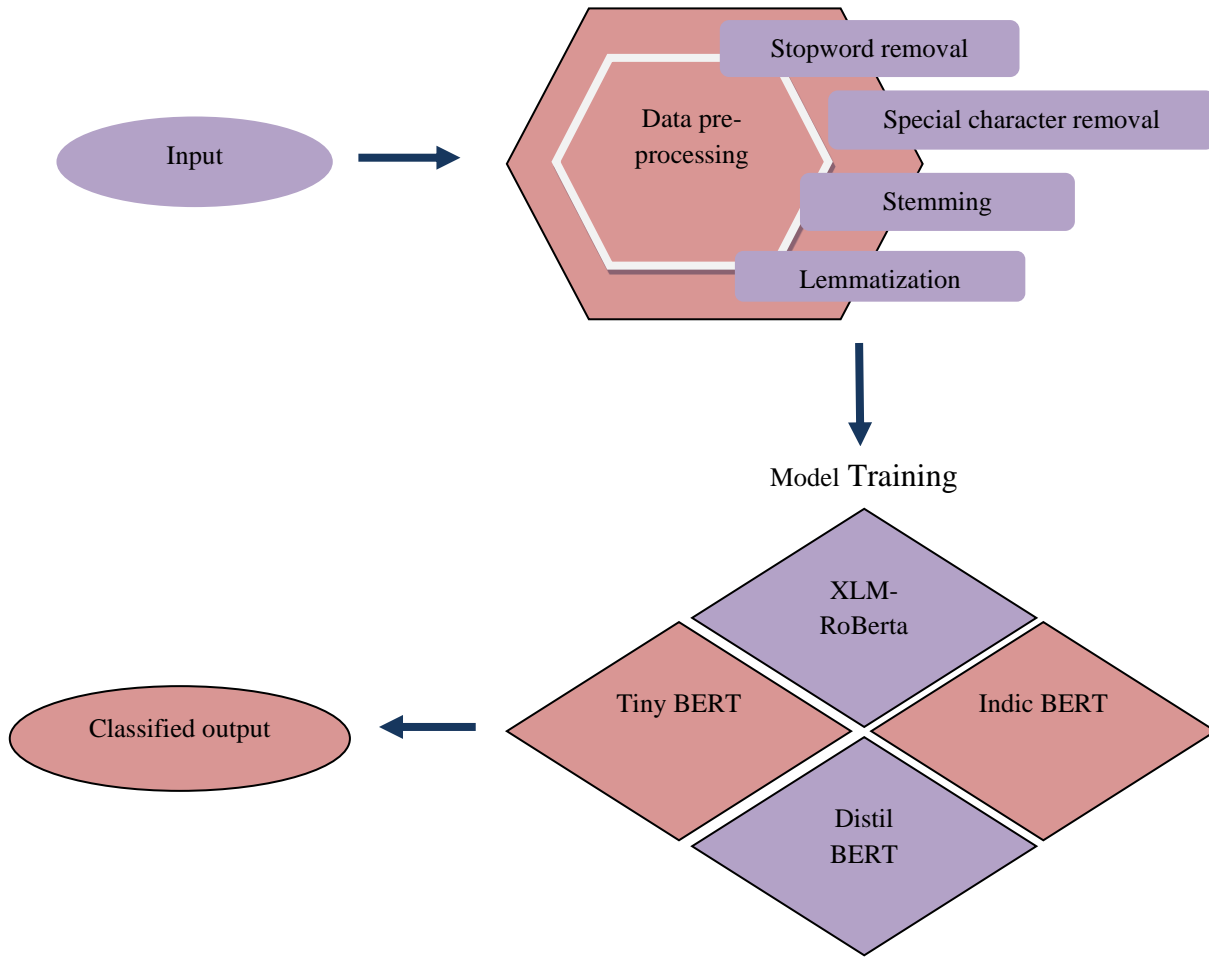 Stopword removal
Special character removal
Data pre-
processing
Input
Stemming
Lemmatization
Model Training
XLM-
RoBerta
Tiny BERT
Indic BERT
Classified output
Distil
BERT